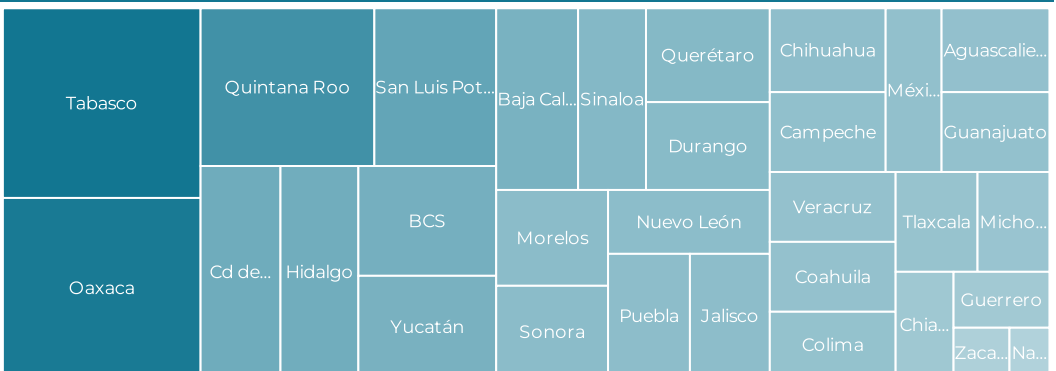 Tabasco
Oaxaca
Quintana Roo
San Luis Pot...
Cd de...
Hidalgo
BCS
Yucatán
Baja Cal...
Sinaloa
Querétaro
Durango
Morelos
Sonora
Nuevo León
Puebla
Jalisco
Chihuahua
Campeche
Méxi...
Aguascalie...
Guanajuato
Veracruz
Coahuila
Colima
Tlaxcala
Micho...
Chia...
Guerrero
Zaca...
Na...